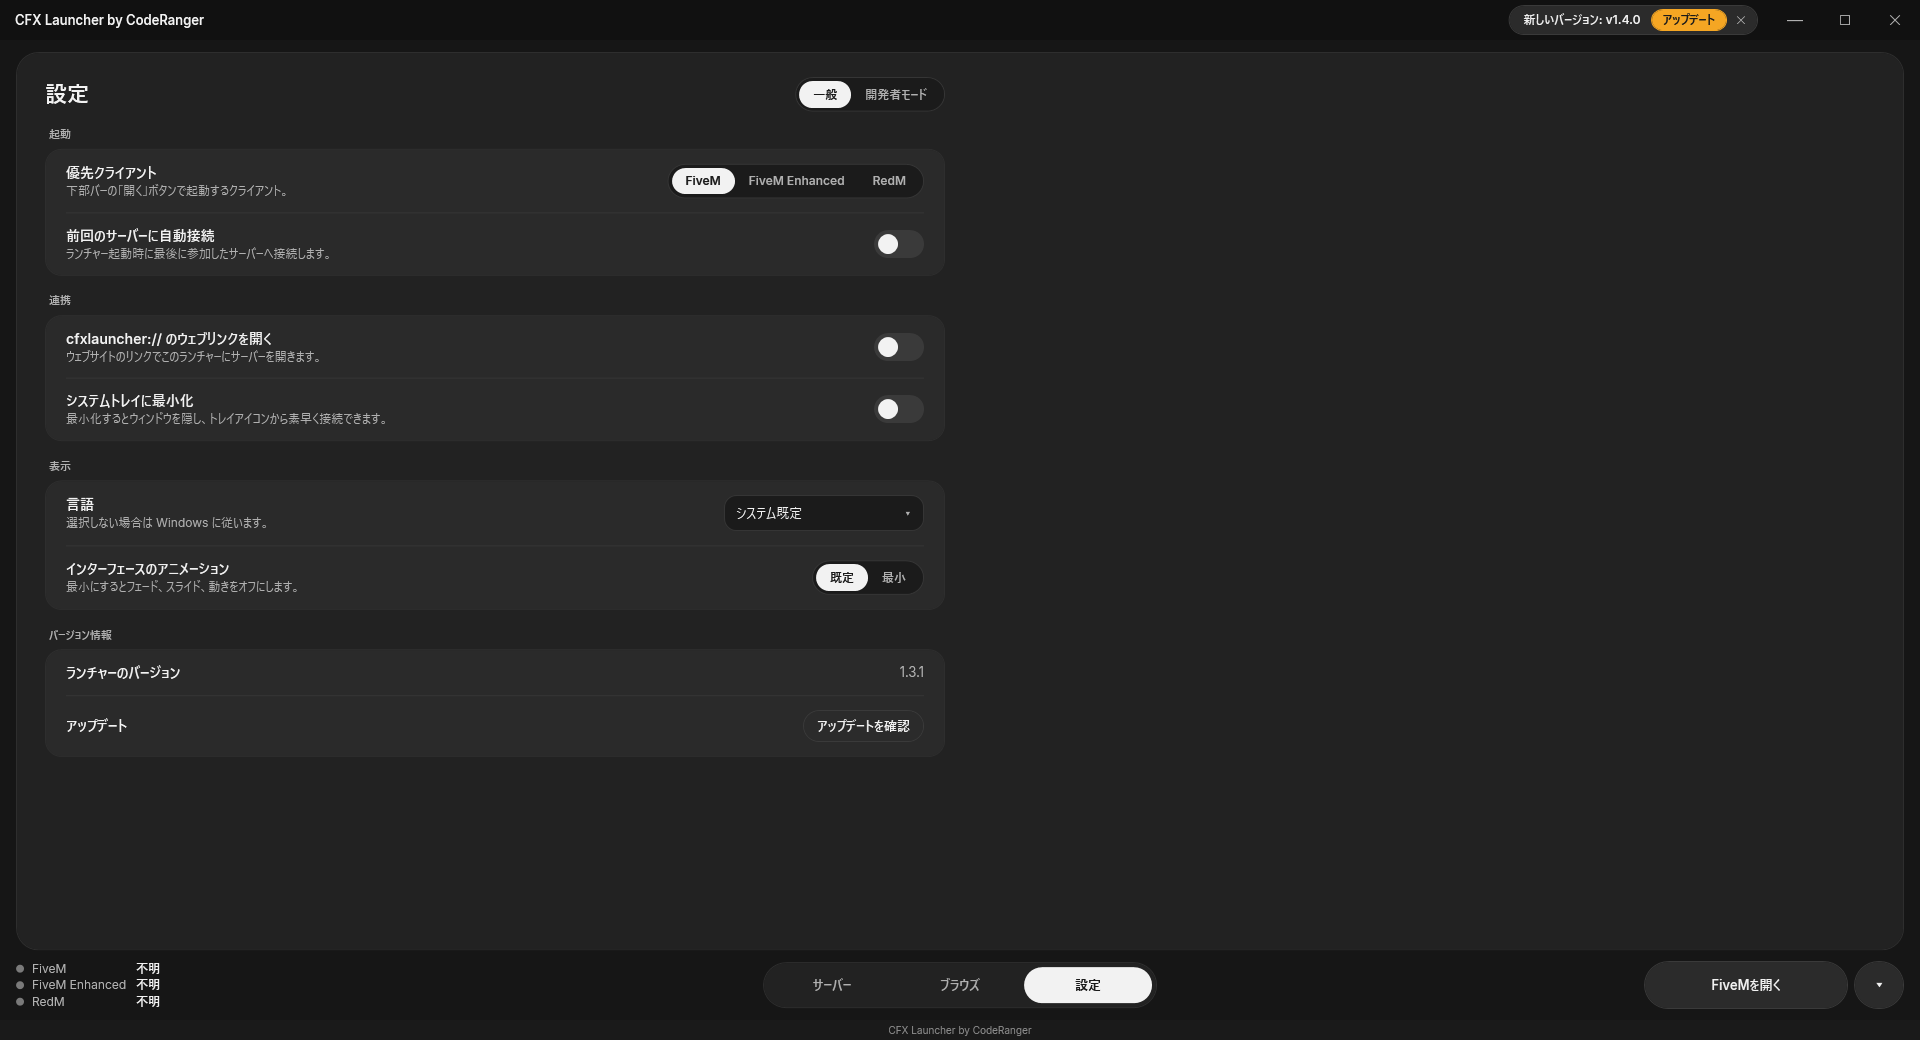 CFX Launcher by CodeRanger
新しいバージョン: v1.4.0
アップデート
設定
一般
開発者モード
起動
優先クライアント
下部バーの「開く」ボタンで起動するクライアント。
FiveM
FiveM Enhanced
RedM
前回のサーバーに自動接続
ランチャー起動時に最後に参加したサーバーへ接続します。
連携
cfxlauncher:// のウェブリンクを開く
ウェブサイトのリンクでこのランチャーにサーバーを開きます。
システムトレイに最小化
最小化するとウィンドウを隠し、トレイアイコンから素早く接続できます。
表示
言語
選択しない場合は Windows に従います。
システム既定
インターフェースのアニメーション
最小にするとフェード、スライド、動きをオフにします。
既定
最小
バージョン情報
ランチャーのバージョン
1.3.1
アップデート
アップデートを確認
FiveM 不明
FiveM Enhanced 不明
RedM 不明
サーバー
ブラウズ
設定
FiveMを開く
CFX Launcher by CodeRanger